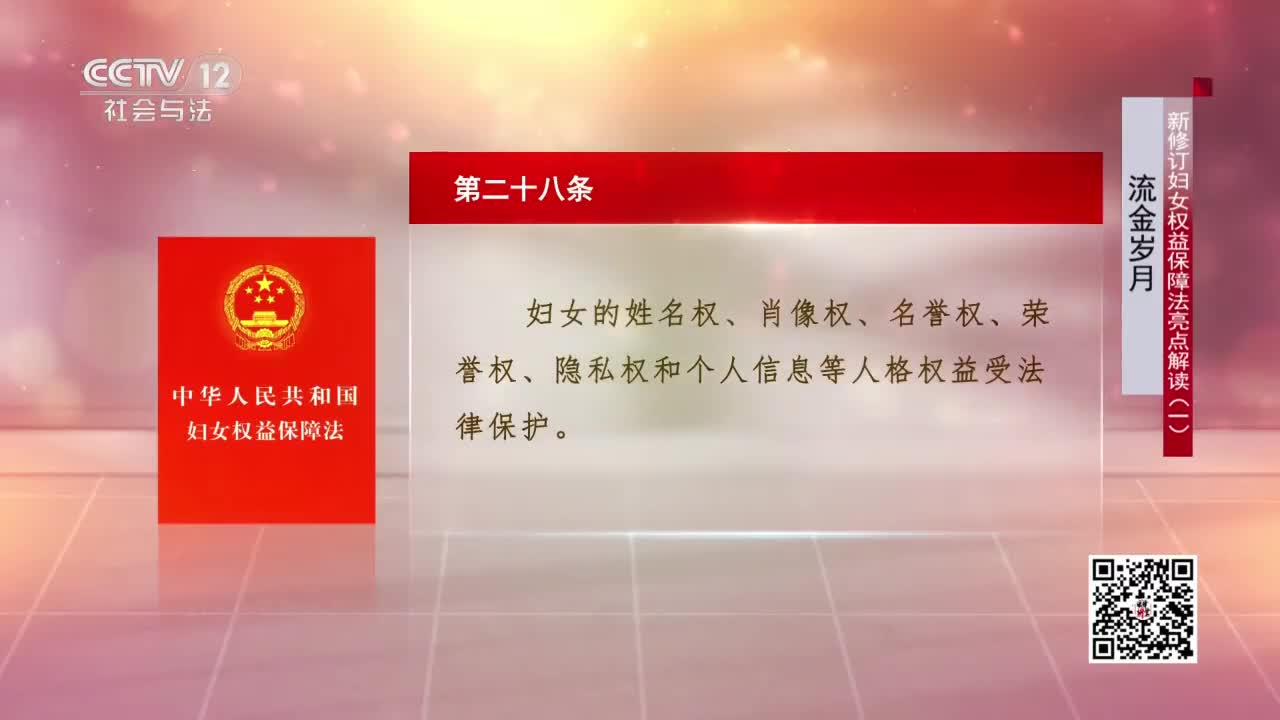 CCTV 12
社会与法
第二十八条
妇女的姓名权、肖像权、名誉权、荣
誉权、隐私权和个人信息等人格权益受法
律保护。
中华人民共和国
妇女权益保障法
新修订妇女权益保障法亮点解读（一）
流金岁月